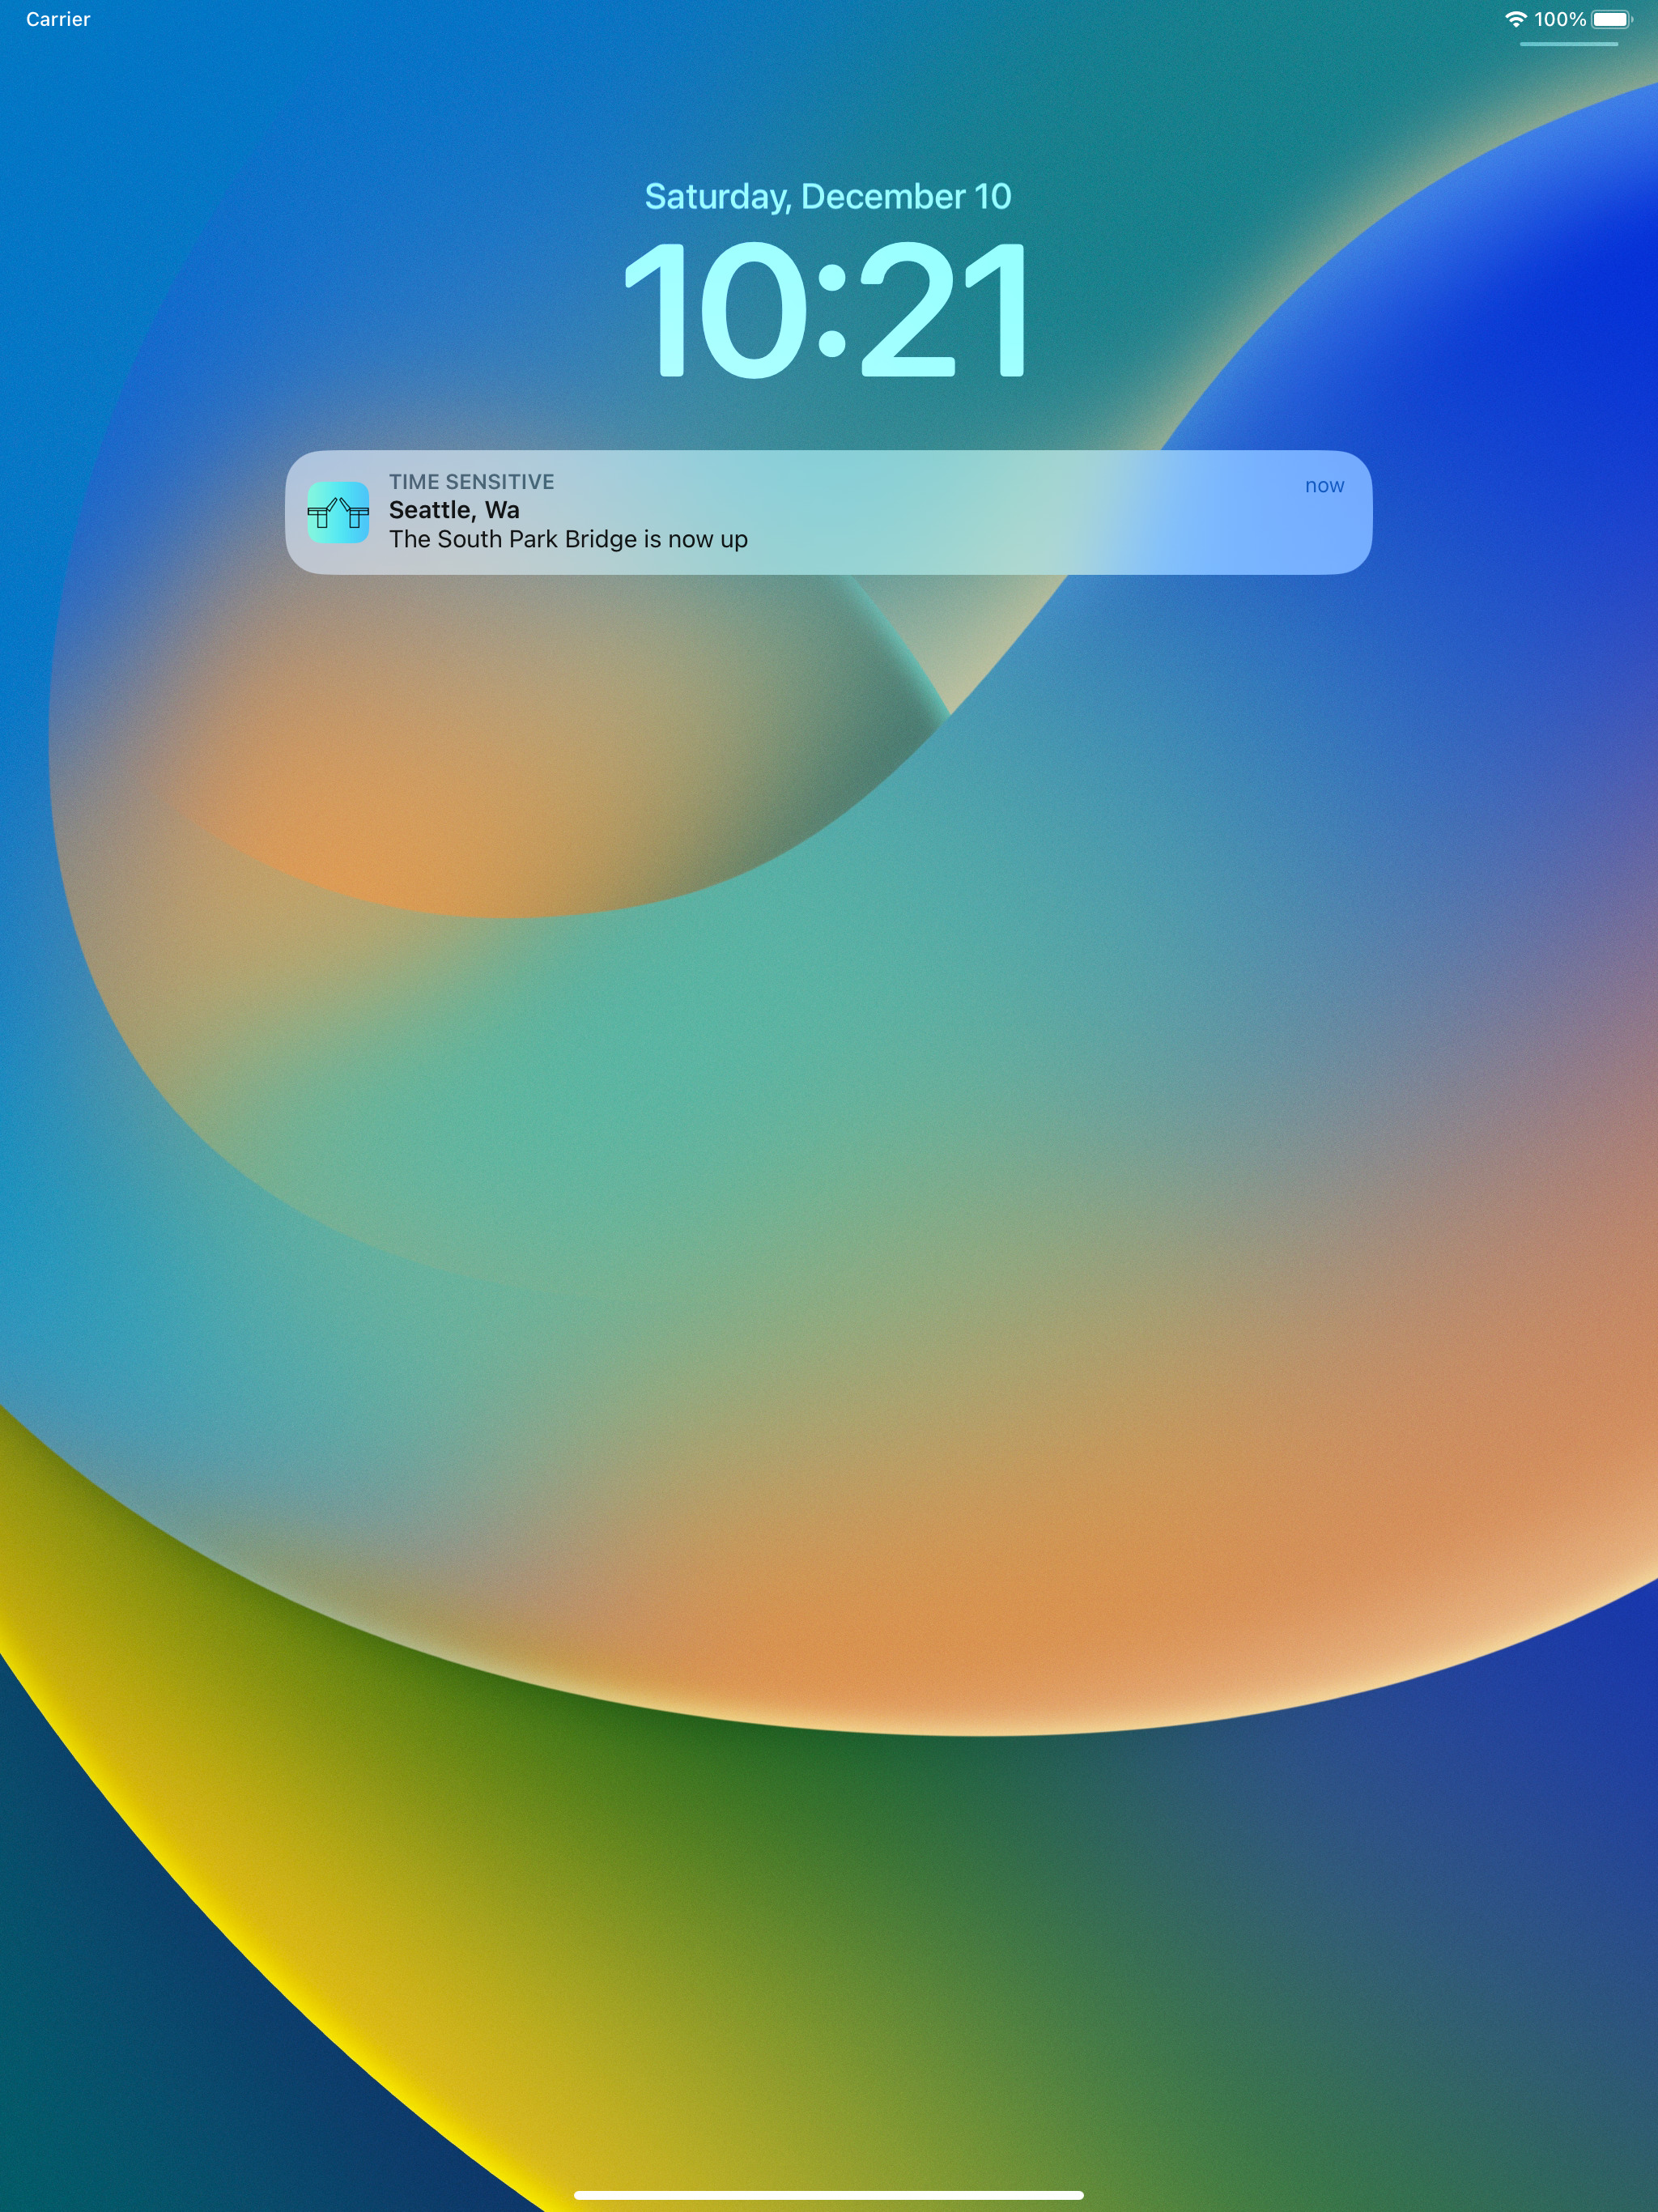 Carrier
100%
Saturday, December 10
10:21
TIME SENSITIVE
now
Seattle, Wa
The South Park Bridge is now up